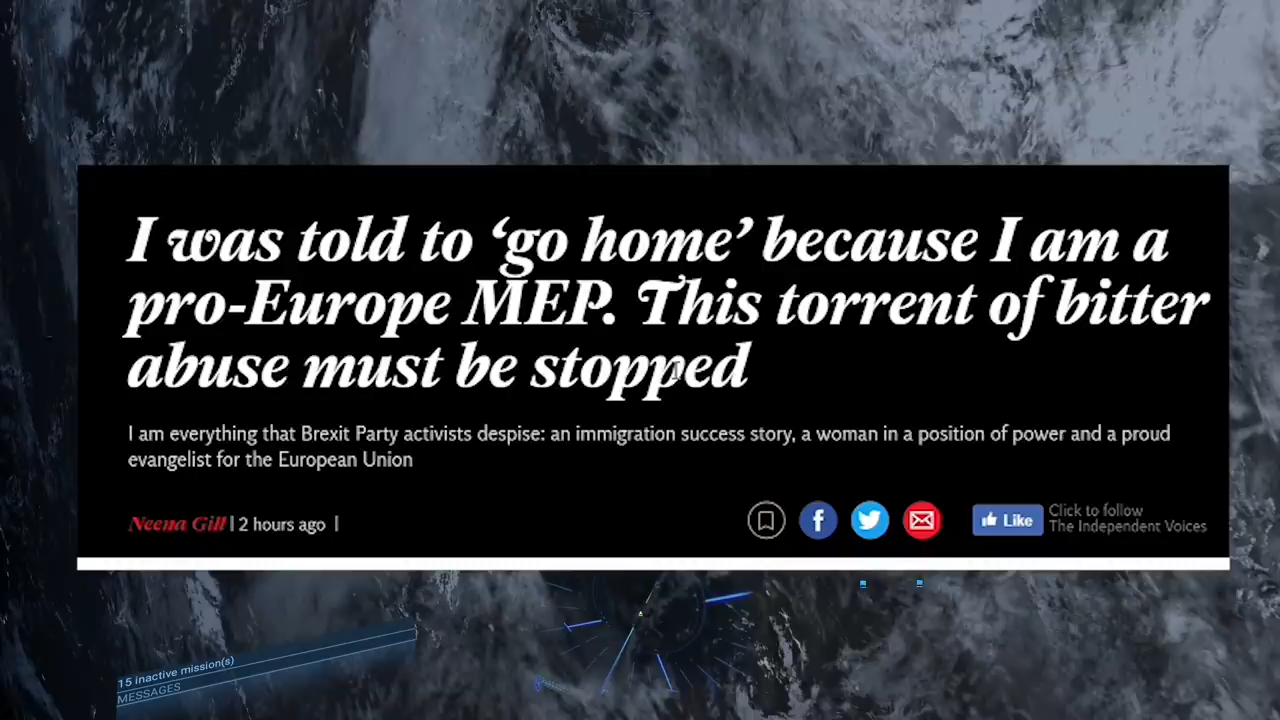 I was told to ‘go home’ because I am a
pro-Europe MEP. This torrent of bitter
abuse must be stopped
I am everything that Brexit Party activists despise: an immigration success story, a woman in a position of power and a proud
evangelist for the European Union
Neena Gill | 2 hours ago |
f
Like
Click to follow
The Independent Voices
15 inactive mission(s)
MESSAGES